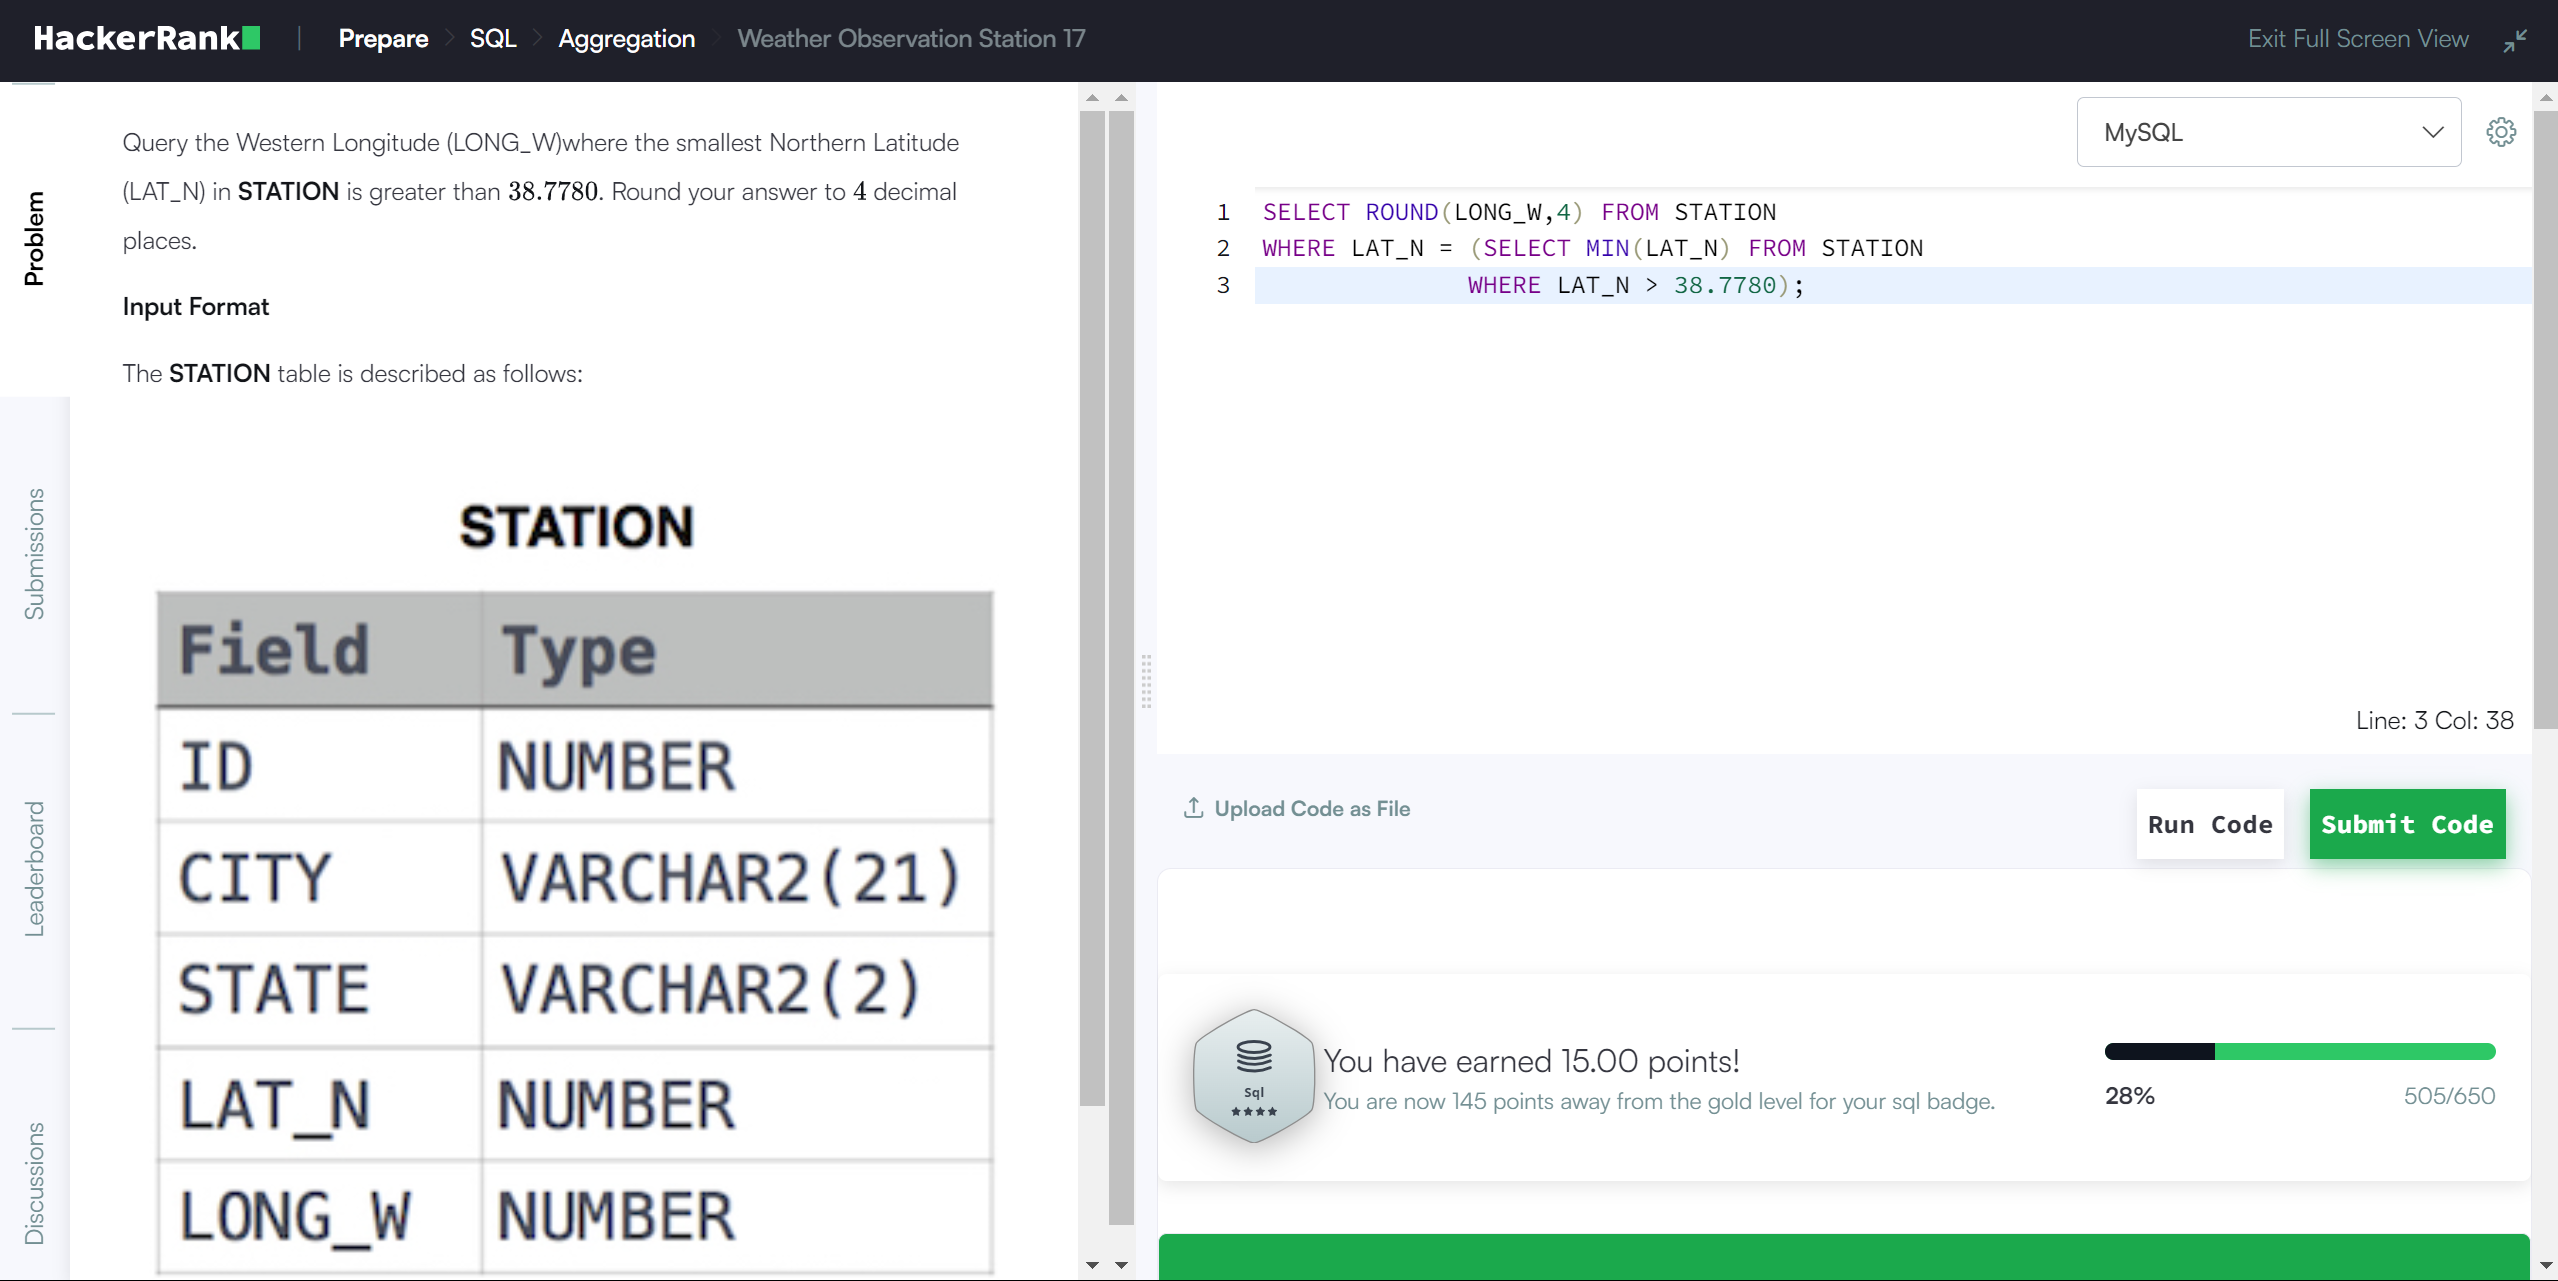 HackerRank | Prepare > SQL > Aggregation > Weather Observation Station 17
Exit Full Screen View
Problem
Submissions
Leaderboard
Discussions
Query the Western Longitude (LONG_W)where the smallest Northern Latitude
(LAT_N) in STATION is greater than 38.7780. Round your answer to 4 decimal
places.
Input Format
The STATION table is described as follows:
STATION
Field Type
ID NUMBER
CITY VARCHAR2(21)
STATE VARCHAR2(2)
LAT_N NUMBER
LONG_W NUMBER
MySQL
1 SELECT ROUND(LONG_W,4) FROM STATION
2 WHERE LAT_N = (SELECT MIN(LAT_N) FROM STATION
3 WHERE LAT_N > 38.7780);
Line: 3 Col: 38
Upload Code as File
Run Code
Submit Code
Sql
★★★★
You have earned 15.00 points!
You are now 145 points away from the gold level for your sql badge.
28% 505/650